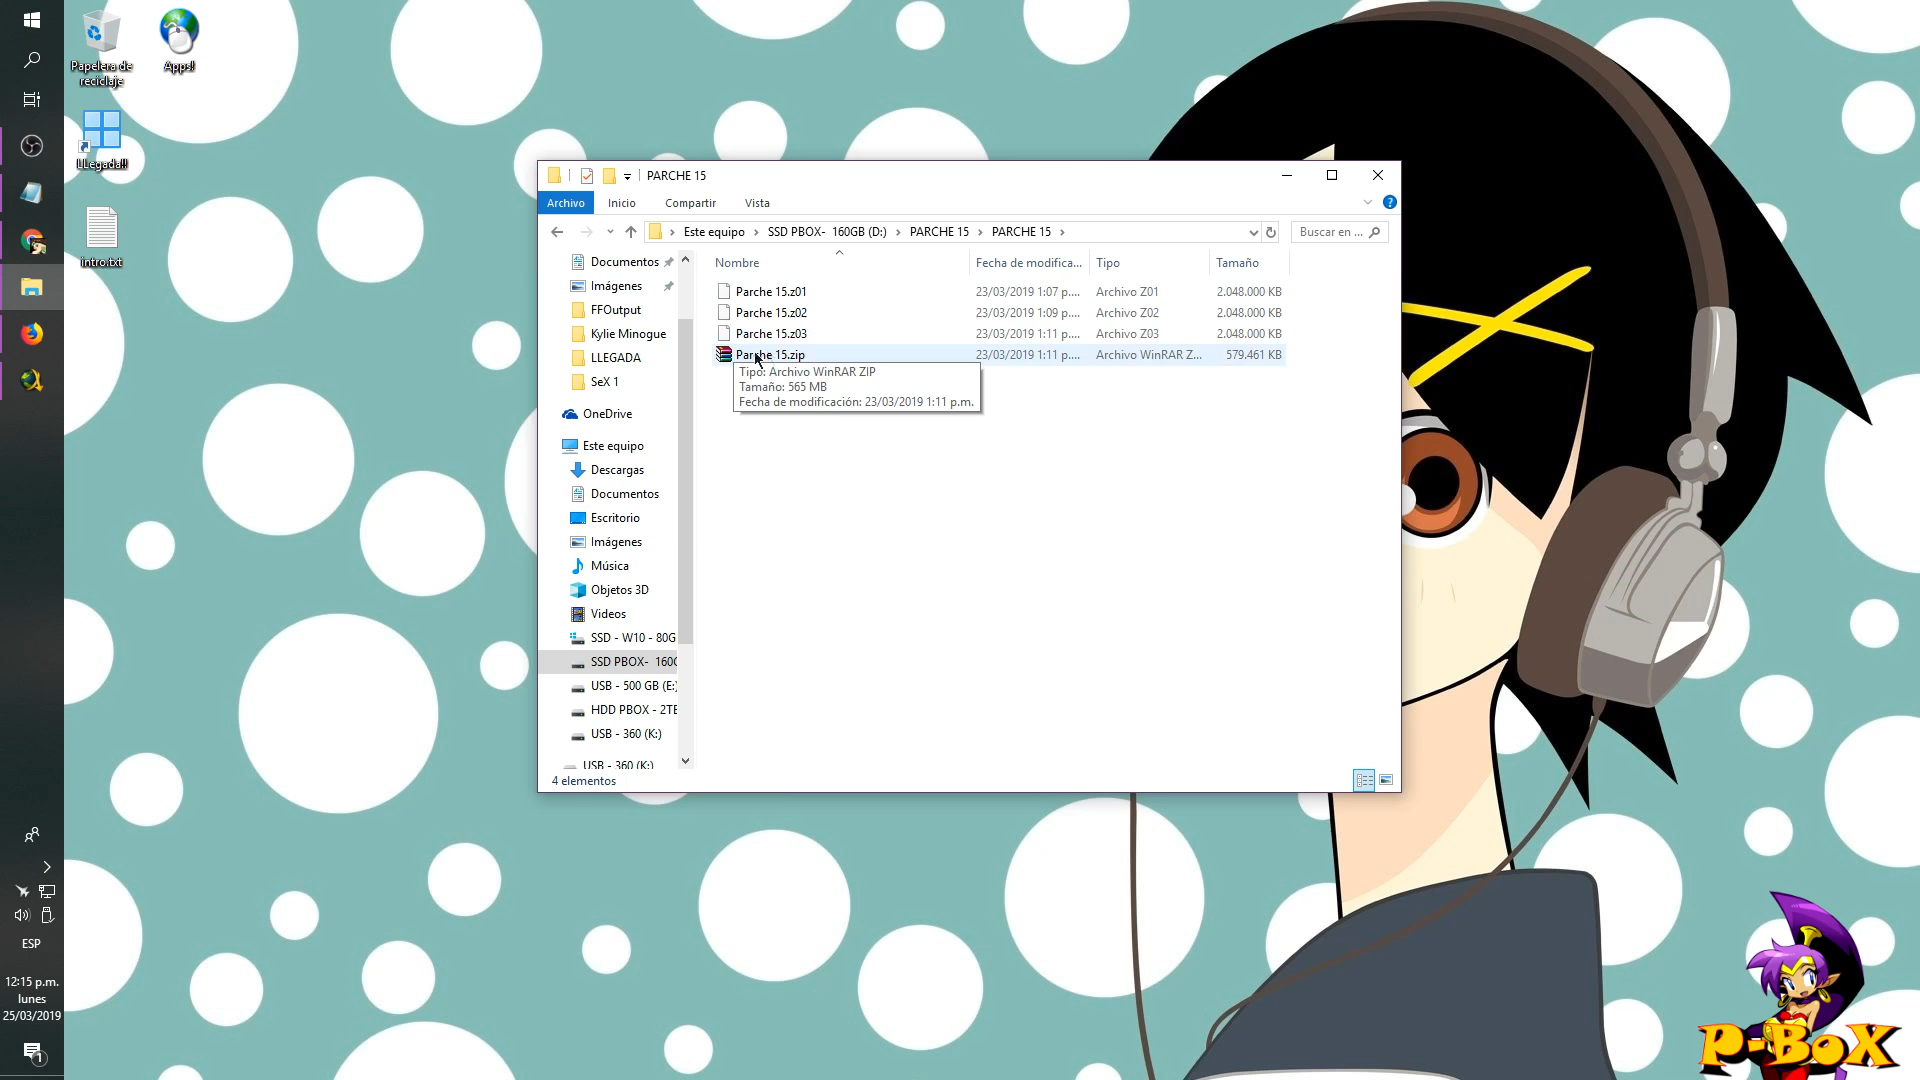 Papelera de
reciclaje
Apps!
LLegada!!
intro.txt
PARCHE 15
Archivo
Inicio
Compartir
Vista
Este equipo
SSD PBOX- 160GB (D:)
PARCHE 15
PARCHE 15
Buscar en ...
Documentos
Imágenes
FFOutput
Kylie Minogue
LLEGADA
SeX 1
OneDrive
Este equipo
Descargas
Documentos
Escritorio
Imágenes
Música
Objetos 3D
Videos
SSD - W10 - 80G
SSD PBOX- 160G
USB - 500 GB (E:)
HDD PBOX - 2TB
USB - 360 (K:)
USB - 360 (K:)
Nombre
Fecha de modifica...
Tipo
Tamaño
Parche 15.z01
23/03/2019 1:07 p....
Archivo Z01
2.048.000 KB
Parche 15.z02
23/03/2019 1:09 p....
Archivo Z02
2.048.000 KB
Parche 15.z03
23/03/2019 1:11 p....
Archivo Z03
2.048.000 KB
Parche 15.zip
23/03/2019 1:11 p....
Archivo WinRAR Z...
579.461 KB
Tipo: Archivo WinRAR ZIP
Tamaño: 565 MB
Fecha de modificación: 23/03/2019 1:11 p.m.
4 elementos
ESP
12:15 p.m.
lunes
25/03/2019
1
P-BoX